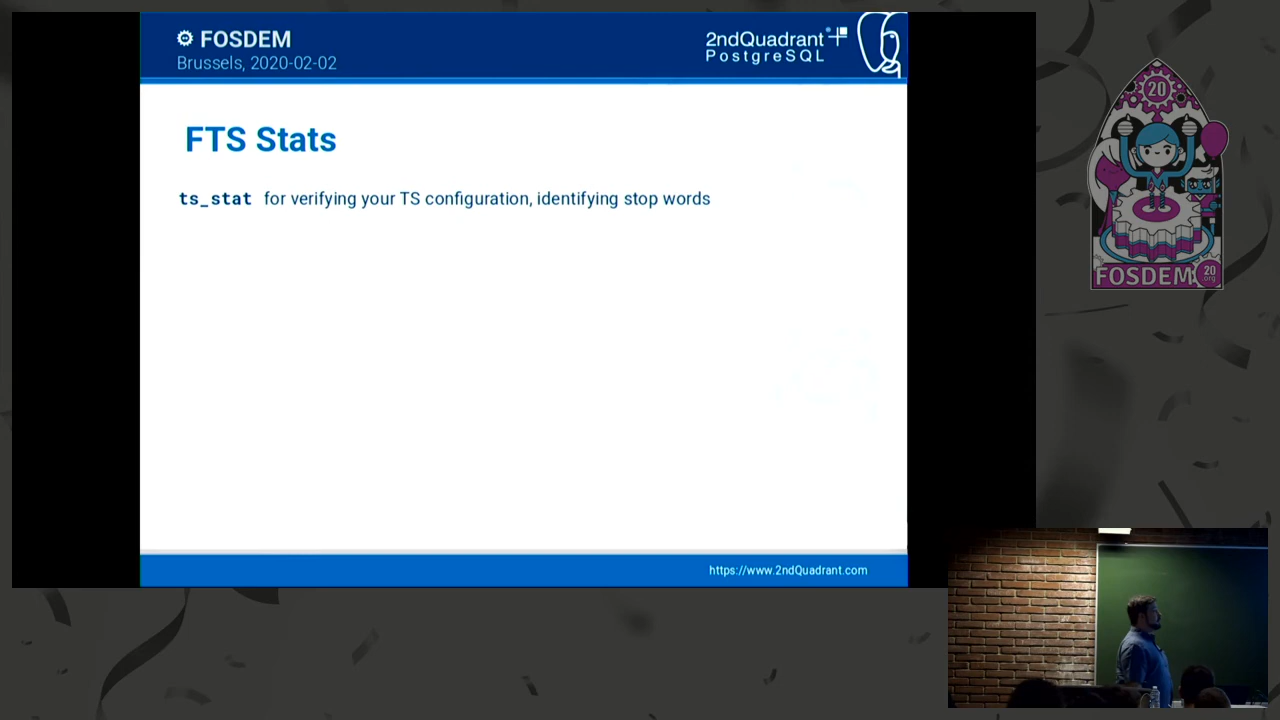 FOSDEM
Brussels, 2020-02-02
2ndQuadrant
PostgreSQL
FTS Stats
ts_stat for verifying your TS configuration, identifying stop words
https://www.2ndQuadrant.com
20
FOSDEM
20
.org